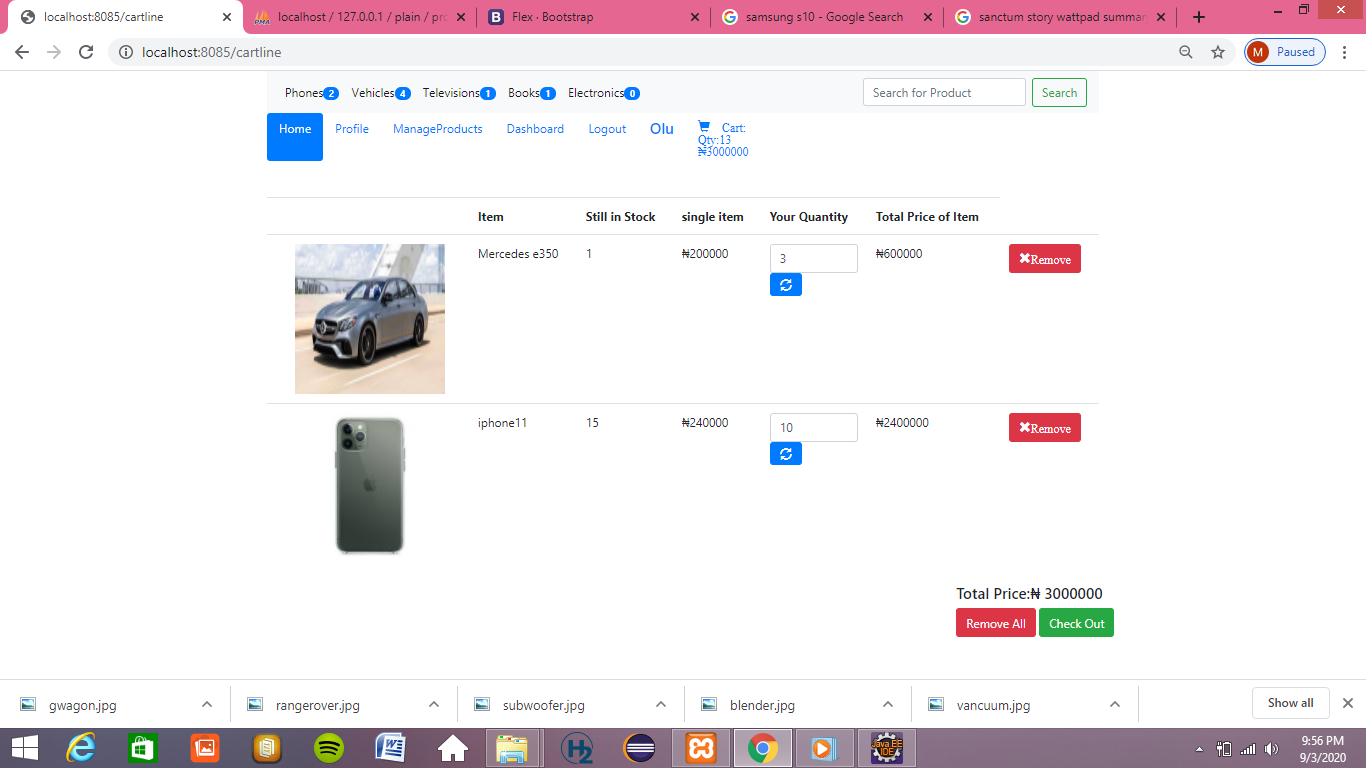 localhost:8085/cartline
localhost / 127.0.0.1 / plain / pro
Flex · Bootstrap
samsung s10 - Google Search
sanctum story wattpad summar
localhost:8085/cartline
M Paused
Phones 2 Vehicles 4 Televisions 1 Books 1 Electronics 0
Search for Product Search
Home Profile ManageProducts Dashboard Logout Olu
Cart:
Qty:13
₦3000000
Item Still in Stock single item Your Quantity Total Price of Item
Mercedes e350 1 ₦200000 3 ₦600000 Remove
iphone11 15 ₦240000 10 ₦2400000 Remove
Total Price:₦ 3000000
Remove All Check Out
gwagon.jpg rangerover.jpg subwoofer.jpg blender.jpg vancuum.jpg Show all
H2
Java EE
IDE
9:56 PM
9/3/2020